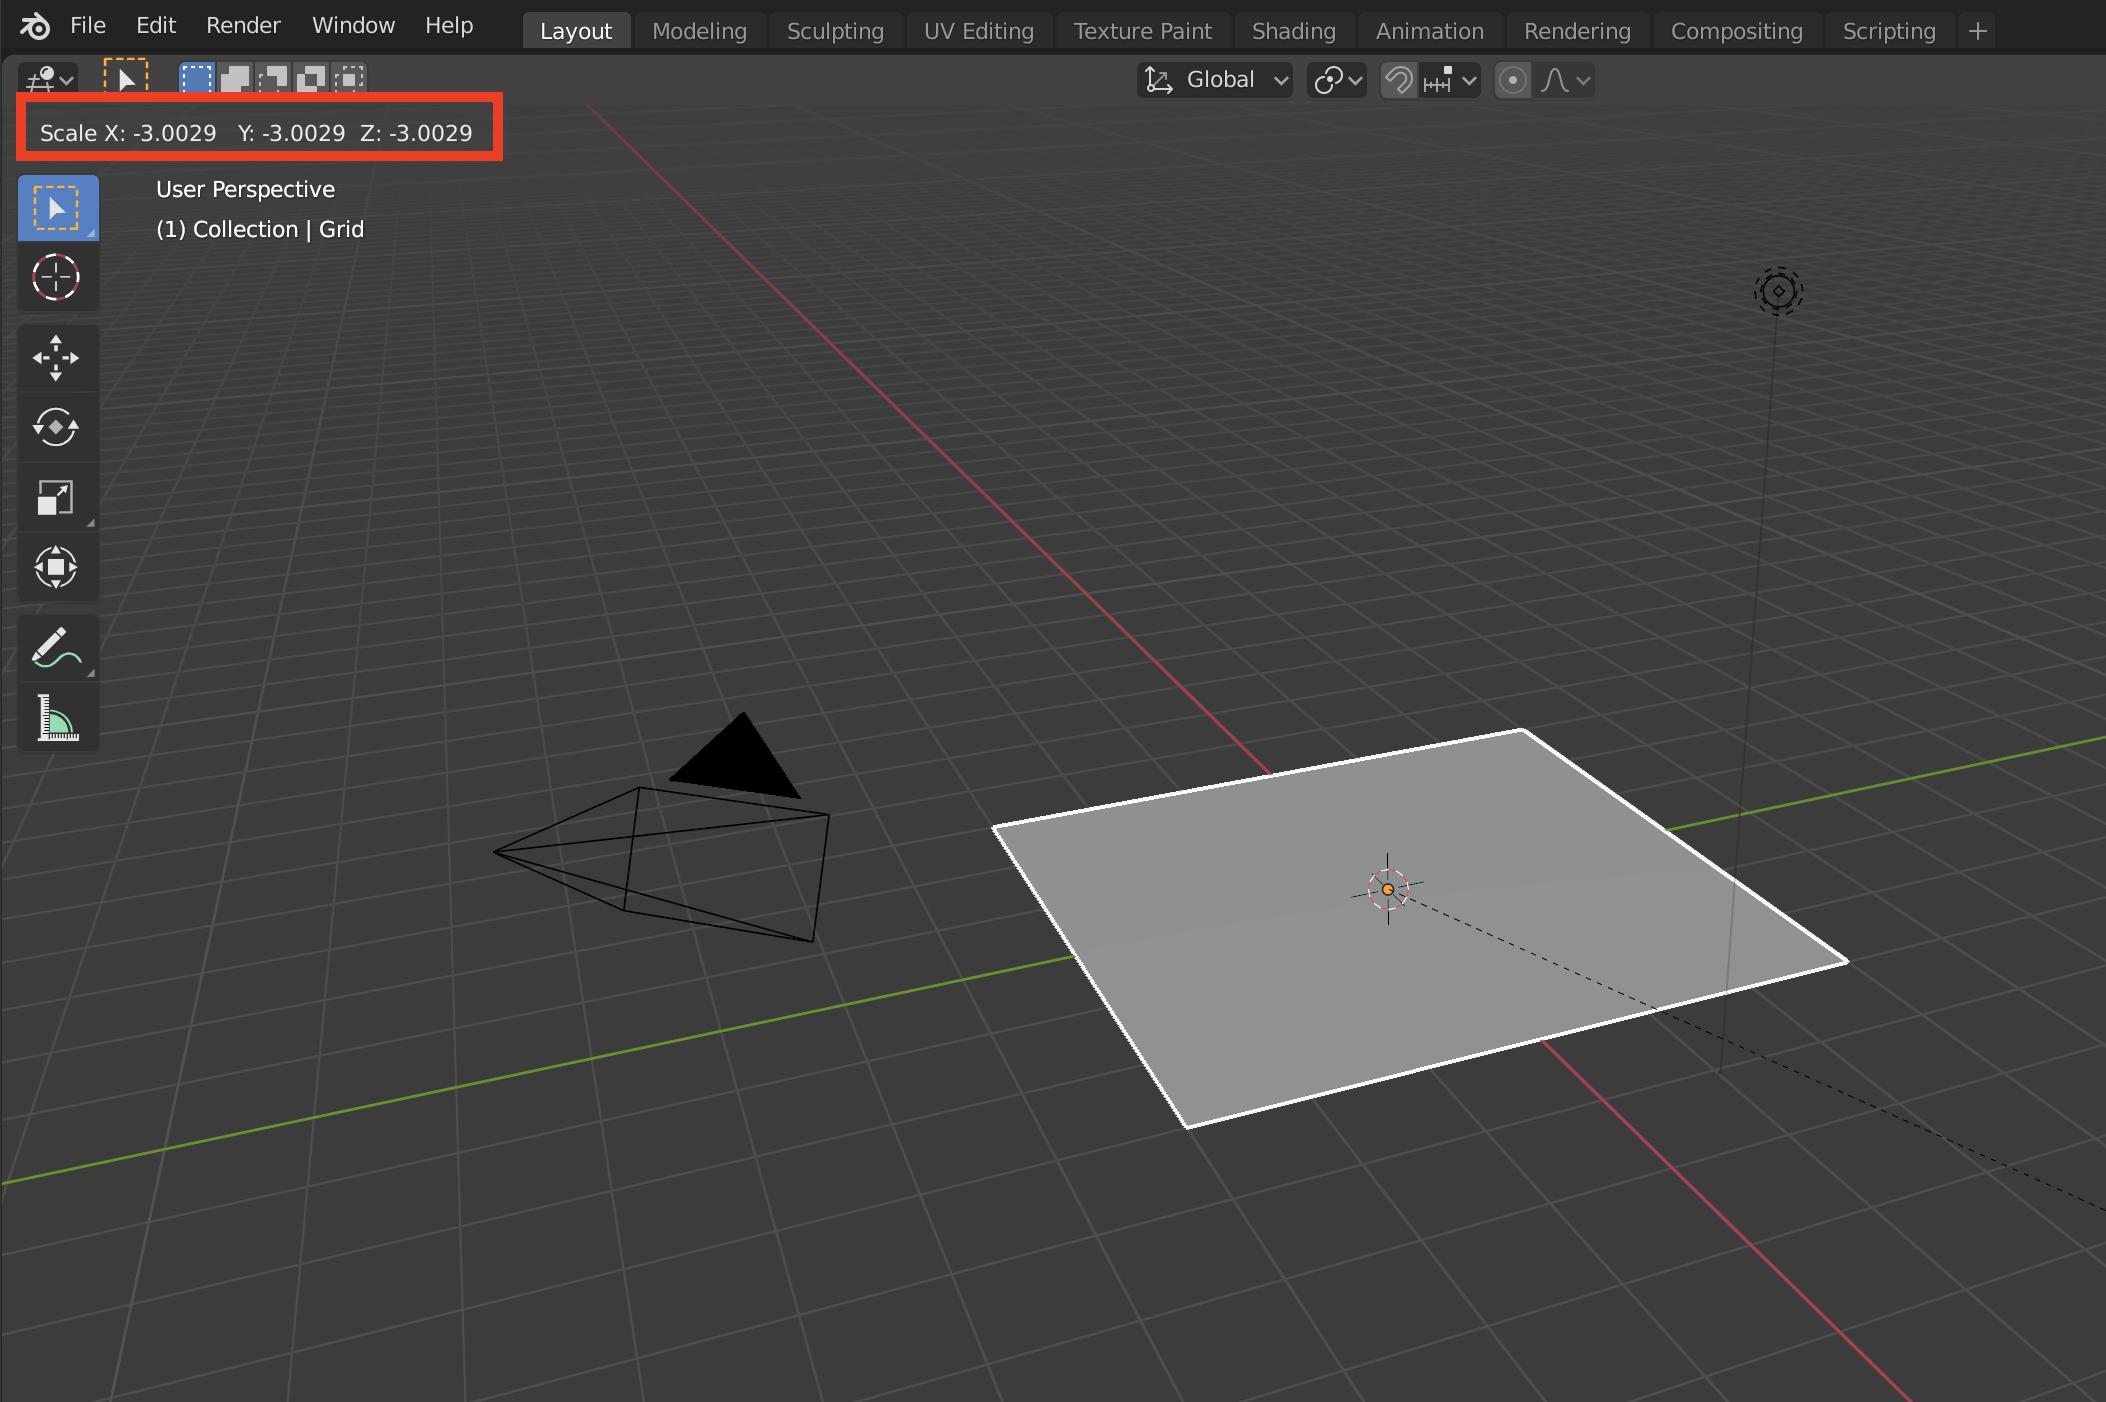 File Edit Render Window Help Layout Modeling Sculpting UV Editing Texture Paint Shading Animation Rendering Compositing Scripting +
Global
Scale X: -3.0029 Y: -3.0029 Z: -3.0029
User Perspective
(1) Collection | Grid